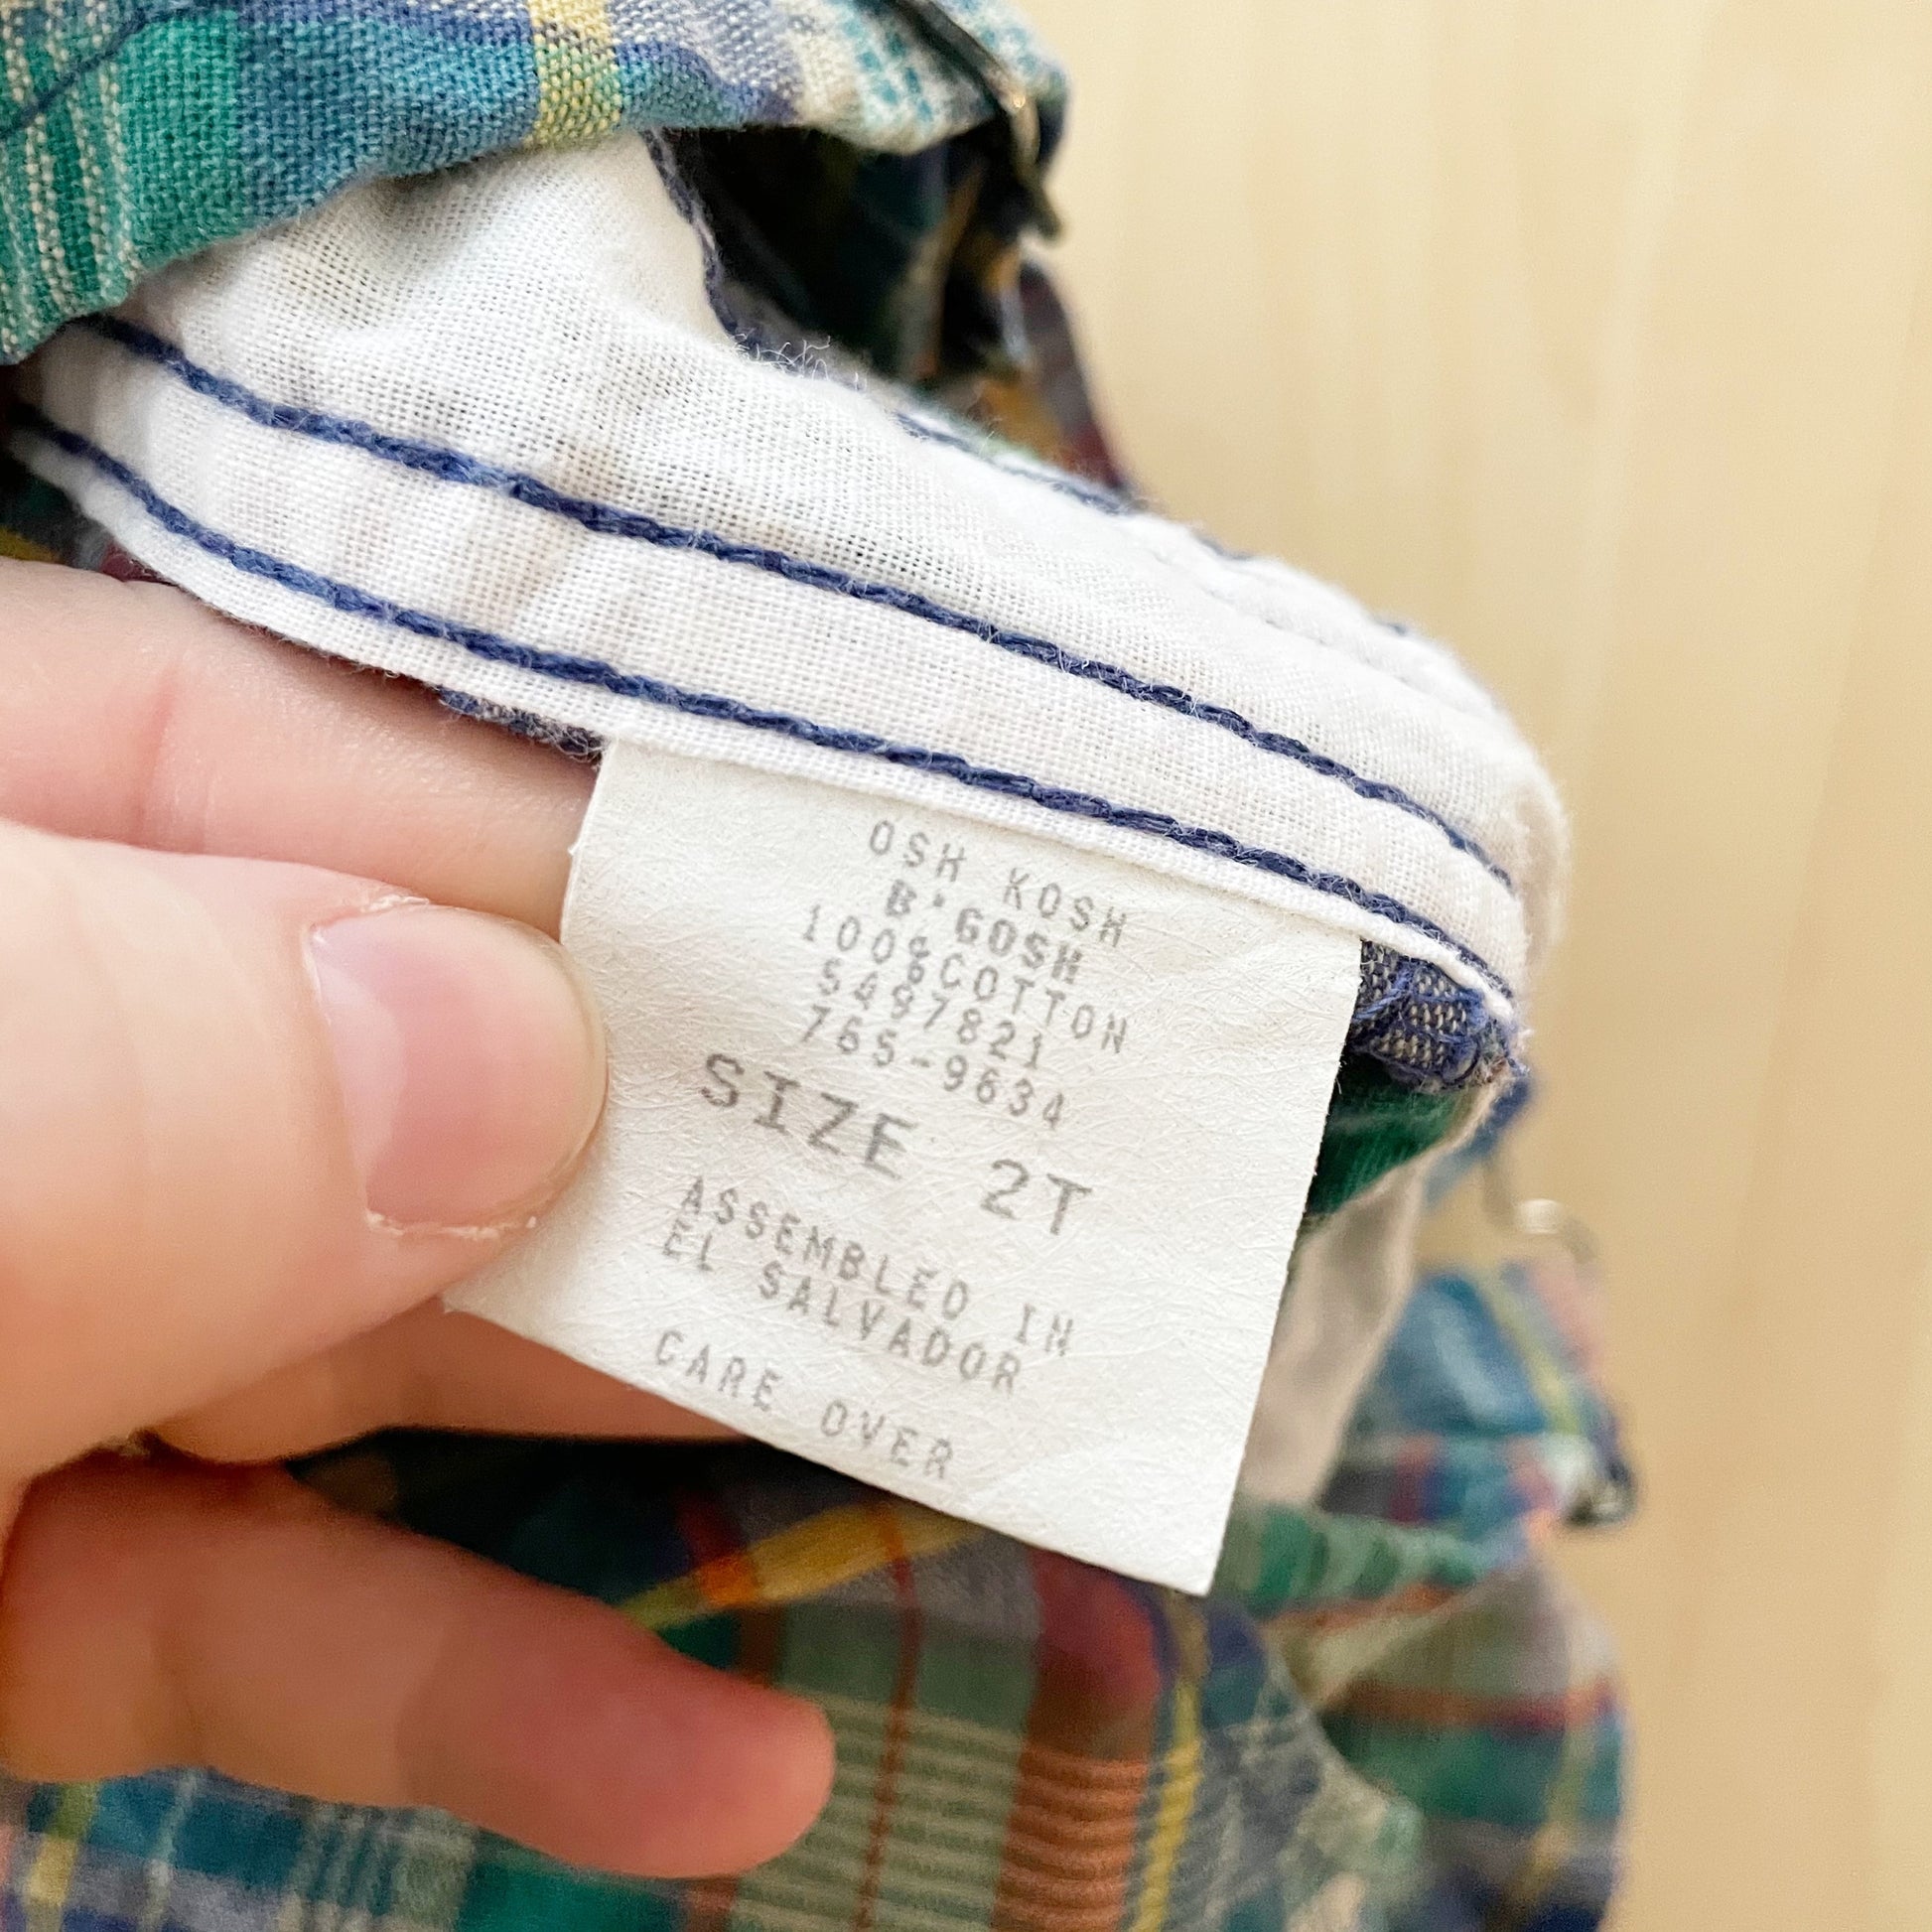 OSH KOSH
B'GOSH
100%COTTON
5497821
765-9634
SIZE 2T
ASSEMBLED IN
EL SALVADOR
CARE OVER